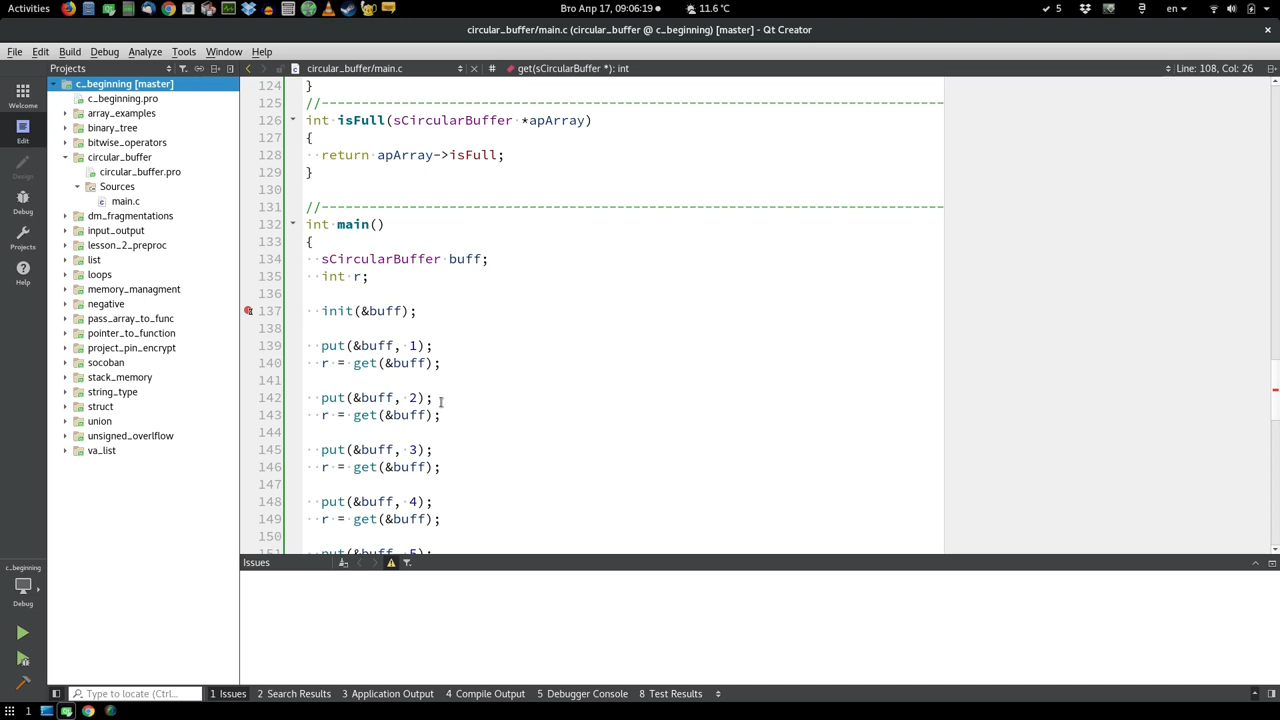 Activities
Вто Апр 17, 09:06:19
11.6 °C
5
en
circular_buffer/main.c (circular_buffer @ c_beginning) [master] - Qt Creator
File Edit Build Debug Analyze Tools Window Help
Projects
circular_buffer/main.c
#
get(sCircularBuffer *): int
Line: 108, Col: 26
Welcome
Edit
Design
Debug
Projects
Help
c_beginning
Debug
c_beginning [master]
c_beginning.pro
array_examples
binary_tree
bitwise_operators
circular_buffer
circular_buffer.pro
Sources
main.c
dm_fragmentations
input_output
lesson_2_preproc
list
loops
memory_managment
negative
pass_array_to_func
pointer_to_function
project_pin_encrypt
socoban
stack_memory
string_type
struct
union
unsigned_overlflow
va_list
124 }
125 //--------------------------------------------------------------------------------
126 int isFull(sCircularBuffer *apArray)
127 {
128 return apArray->isFull;
129 }
130
131 //--------------------------------------------------------------------------------
132 int main()
133 {
134 sCircularBuffer buff;
135 int r;
136
137 init(&buff);
138
139 put(&buff, 1);
140 r = get(&buff);
141
142 put(&buff, 2);
143 r = get(&buff);
144
145 put(&buff, 3);
146 r = get(&buff);
147
148 put(&buff, 4);
149 r = get(&buff);
150
151 put(&buff, 5);
Issues
Type to locate (Ctrl...
1 Issues 2 Search Results 3 Application Output 4 Compile Output 5 Debugger Console 8 Test Results
1